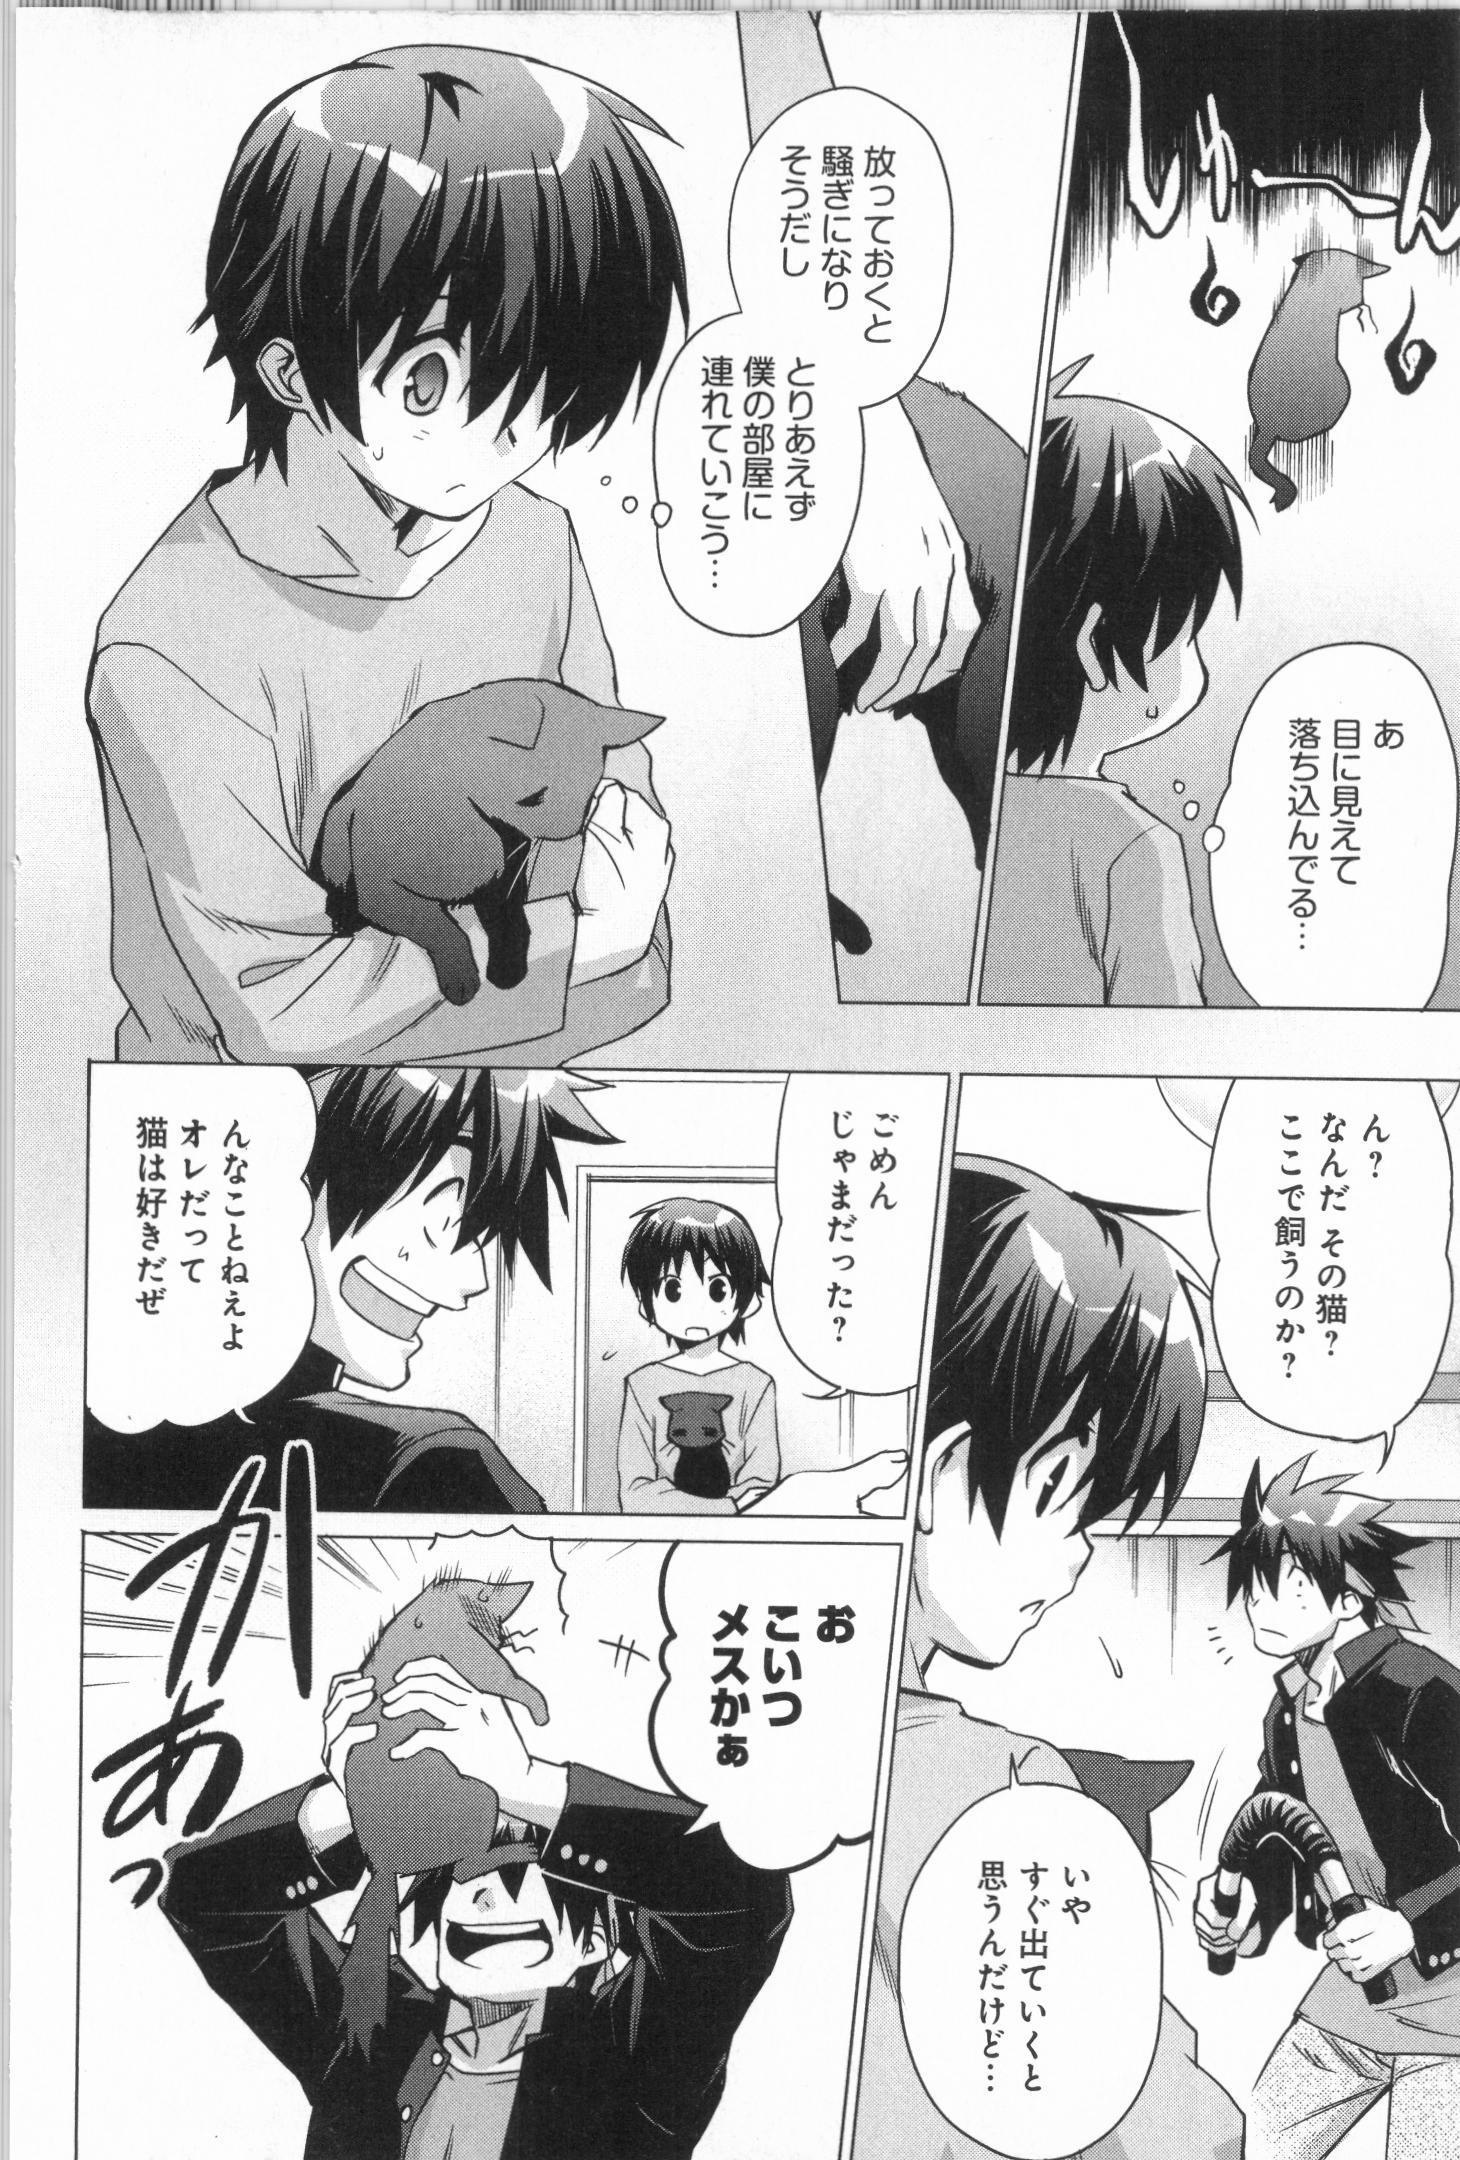 しゅーん
あ
目に見えて
落ち込んでる…
放っておくと
騒ぎになり
そうだし
とりあえず
僕の部屋に
連れていこう…
ん?
なんだ その猫?
ここで飼うのか?
いや
すぐ出ていくと
思うんだけど…
ごめん
じゃまだった?
んなことねえよ
オレだって
猫は好きだぜ
お
こいつ
メスかぁ
かあっ